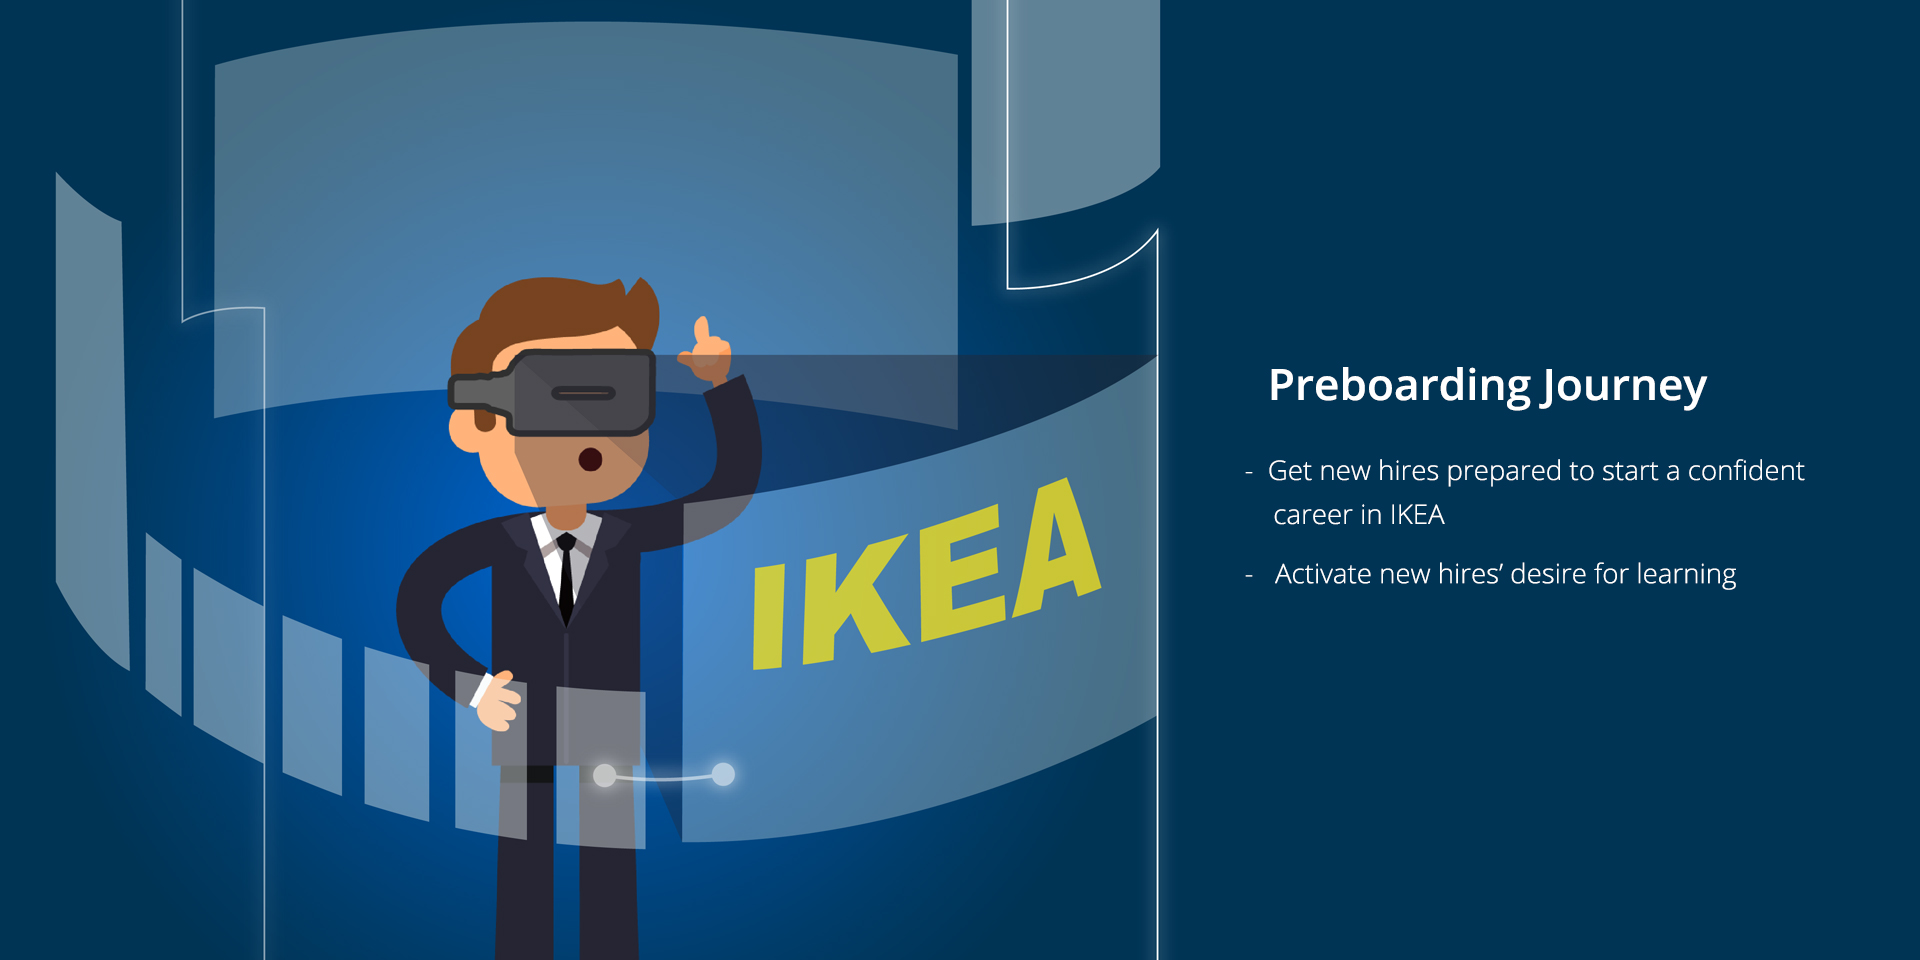 IKEA
Preboarding Journey
- Get new hires prepared to start a confident
career in IKEA
- Activate new hires’ desire for learning